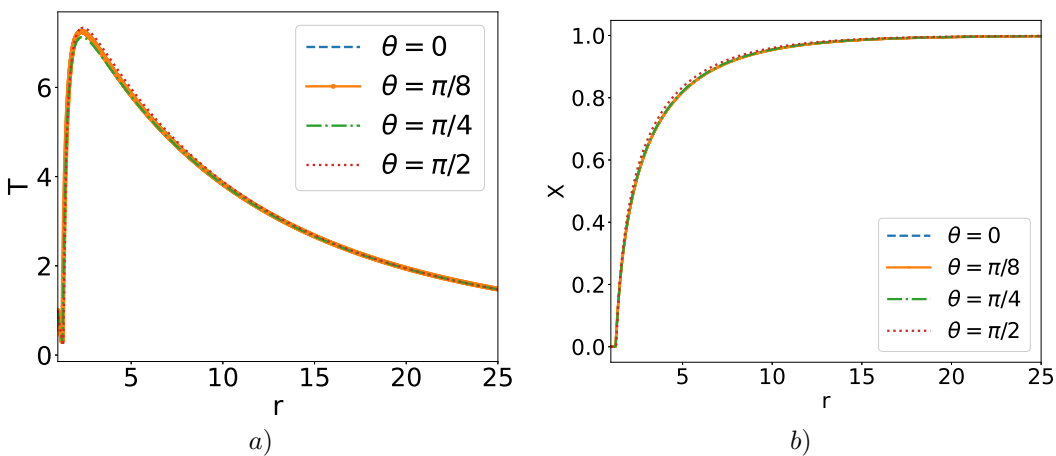 6
4
2
0
T
5
10
15
20
25
r
θ = 0
θ = π/8
θ = π/4
θ = π/2
a)
1.0
0.8
0.6
0.4
0.2
0.0
X
5
10
15
20
25
r
θ = 0
θ = π/8
θ = π/4
θ = π/2
b)